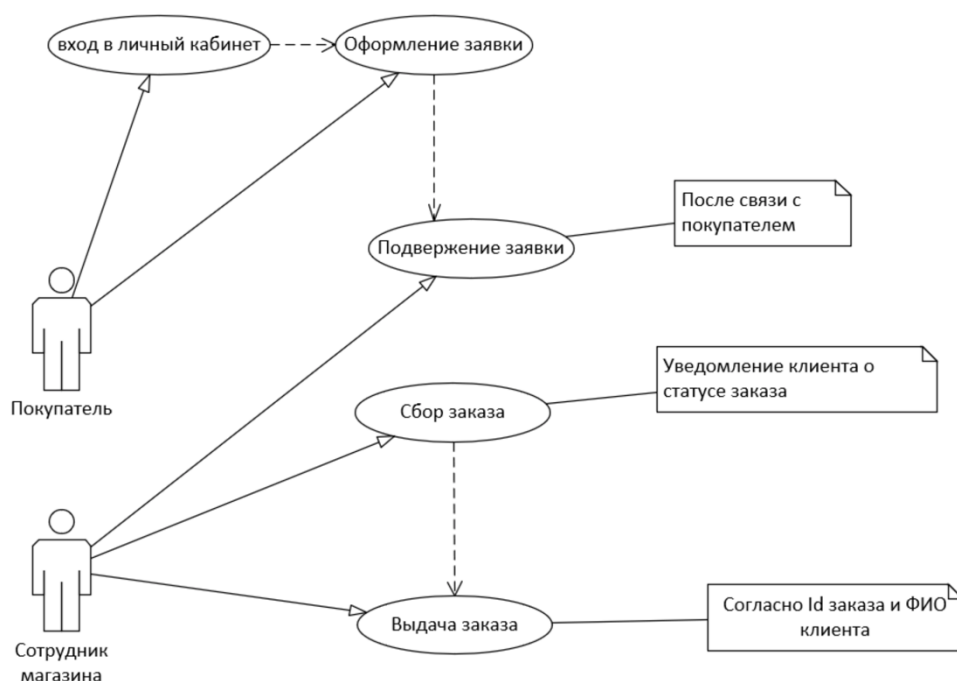 вход в личный кабинет
Оформление заявки
После связи с
покупателем
Подвержение заявки
Покупатель
Уведомление клиента о
статусе заказа
Сбор заказа
Согласно Id заказа и ФИО
клиента
Выдача заказа
Сотрудник
магазина